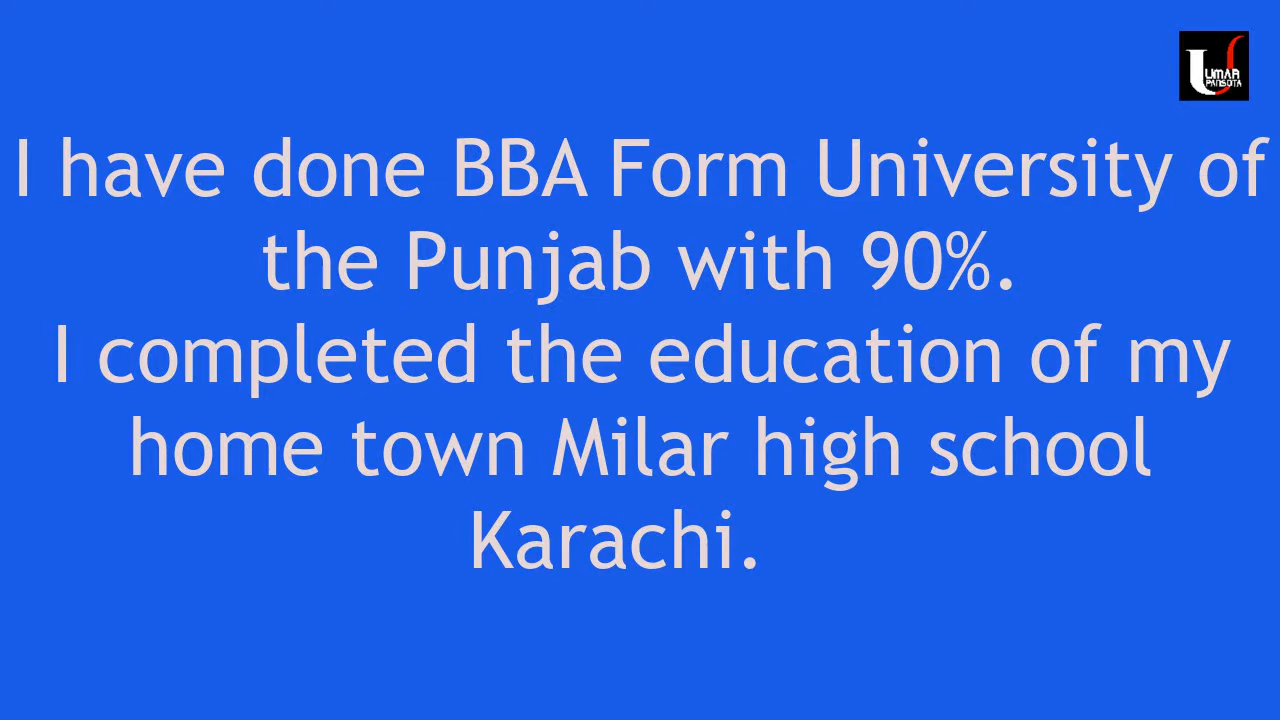 UMAR
PANSOTA
I have done BBA Form University of
the Punjab with 90%.
I completed the education of my
home town Milar high school
Karachi.